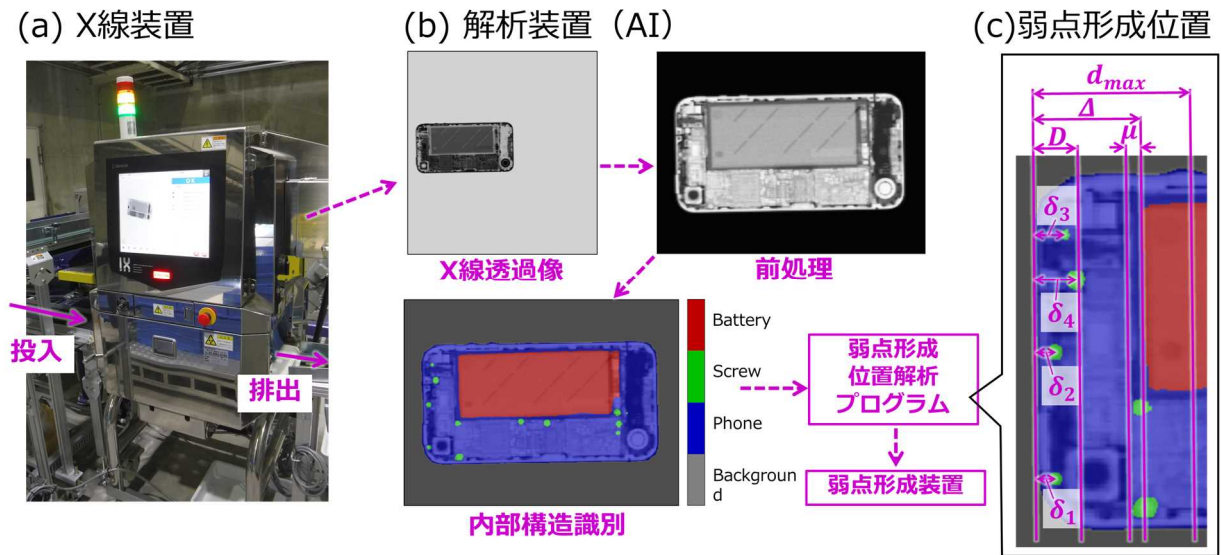 (a) X線装置
(b) 解析装置（AI）
(c)弱点形成位置
投入
排出
X線透過像
前処理
内部構造識別
Battery
Screw
Phone
Backgroun
d
弱点形成
位置解析
プログラム
弱点形成装置
d_max
Δ
D
μ
δ3
δ4
δ2
δ1
IX